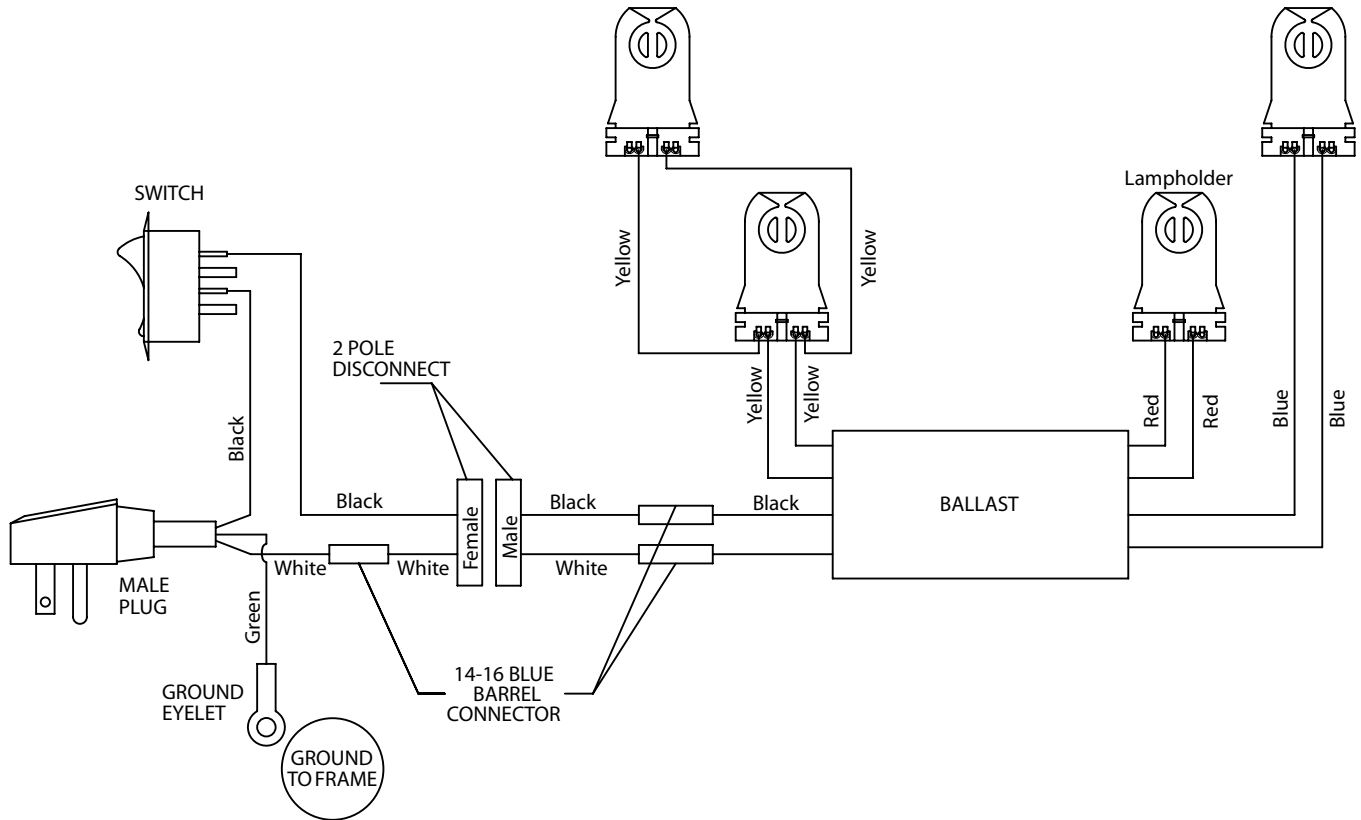 Lampholder
SWITCH
Yellow
Yellow
2 POLE
DISCONNECT
Yellow
Yellow
Red
Red
Blue
Blue
Black
Black
Female
Male
Black
Black
BALLAST
White
White
White
MALE
PLUG
Green
14-16 BLUE
BARREL
CONNECTOR
GROUND
EYELET
GROUND
TO FRAME